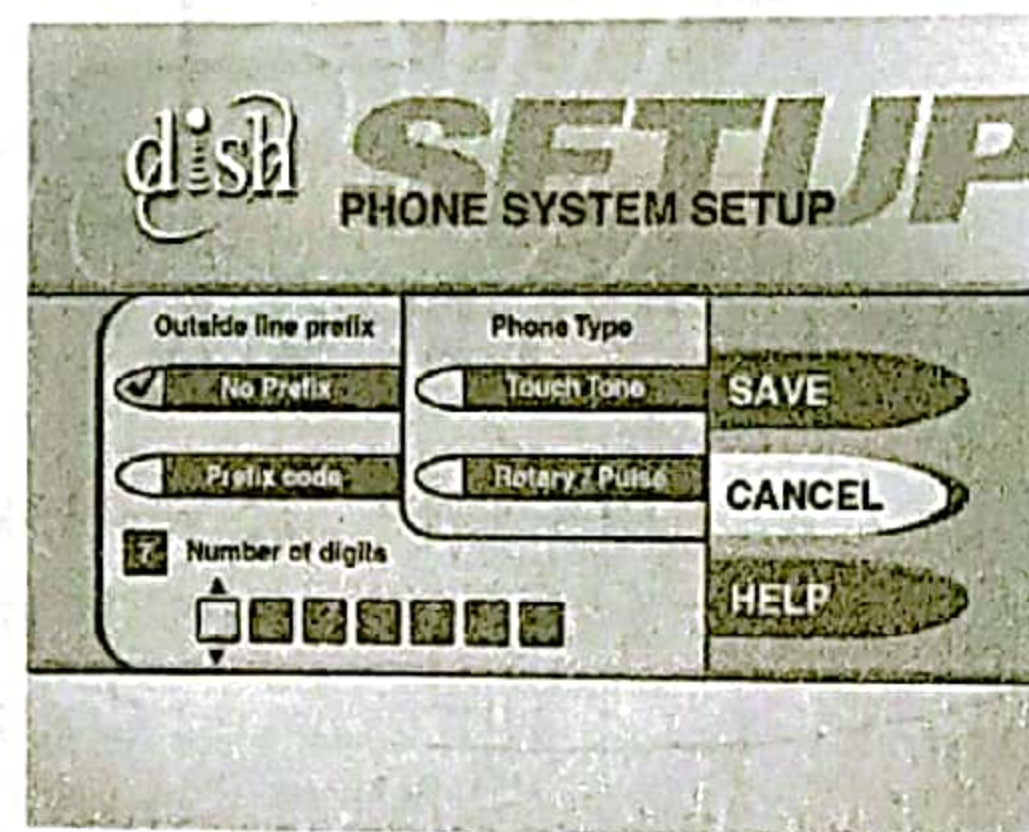 dish
SETUP
PHONE SYSTEM SETUP
Outside line prefix
No Prefix
Prefix code
7 Number of digits
Phone Type
Touch Tone
Rotary / Pulse
SAVE
CANCEL
HELP